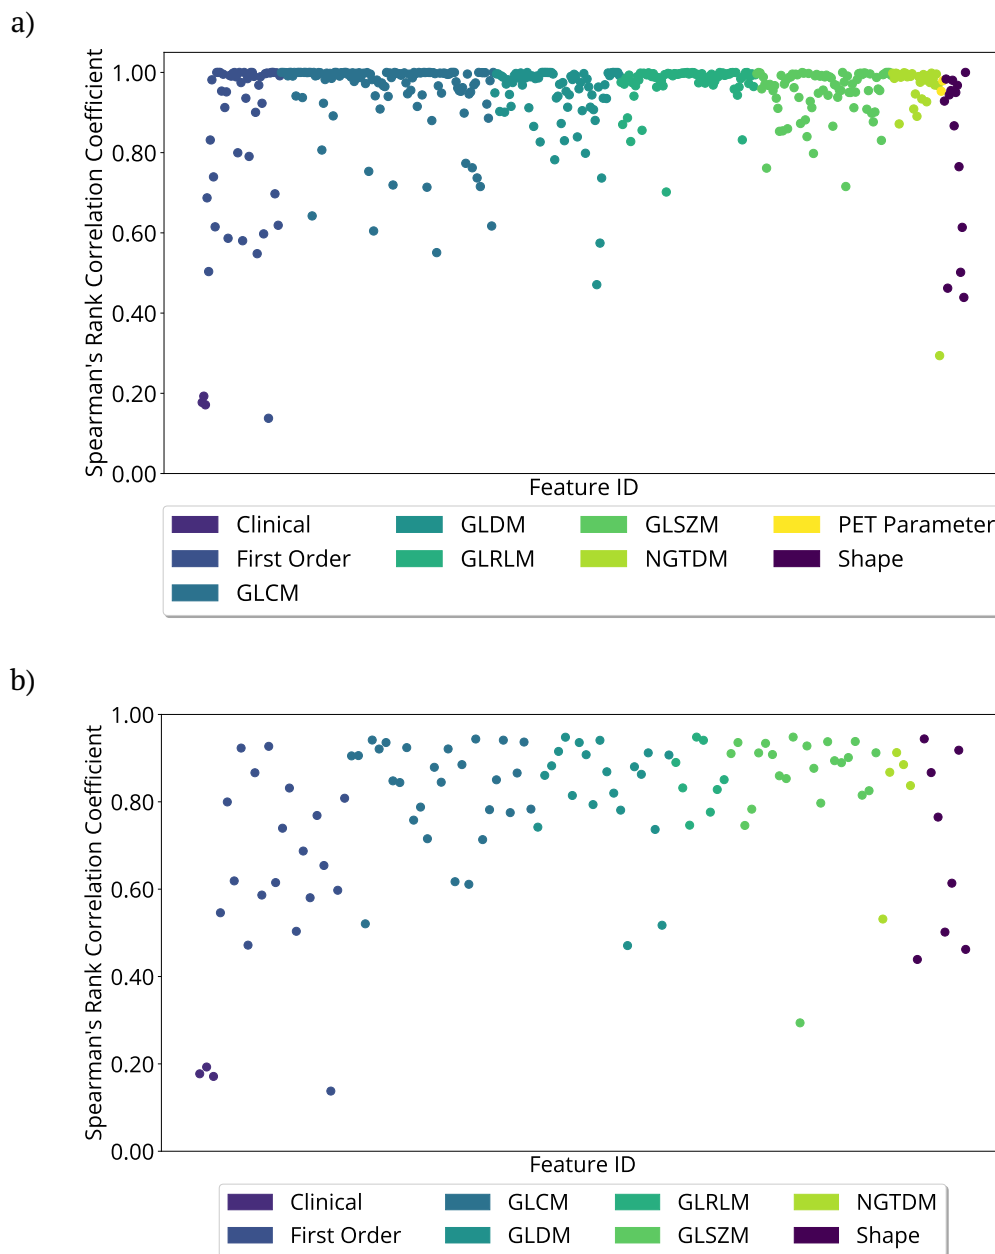 a)
Spearman's Rank Correlation Coefficient
1.00
0.80
0.60
0.40
0.20
0.00
Feature ID
Clinical GLDM GLSZM PET Parameter
First Order GLRLM NGTDM Shape
GLCM
b)
Spearman's Rank Correlation Coefficient
1.00
0.80
0.60
0.40
0.20
0.00
Feature ID
Clinical GLCM GLRLM NGTDM
First Order GLDM GLSZM Shape